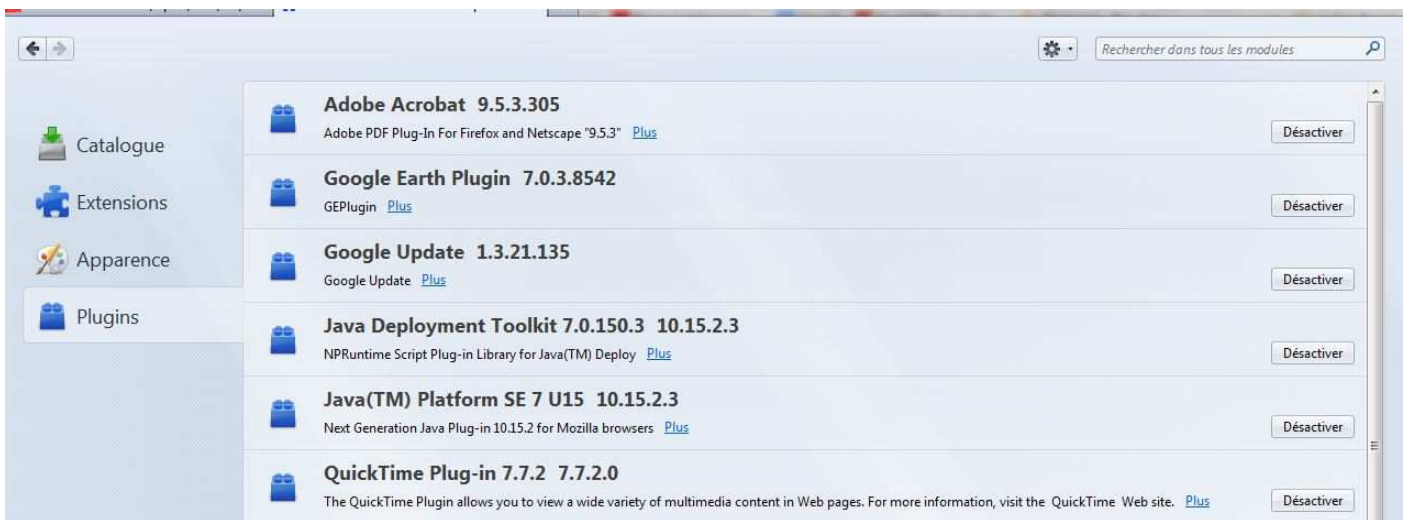 Rechercher dans tous les modules
Catalogue
Extensions
Apparence
Plugins
Adobe Acrobat 9.5.3.305
Adobe PDF Plug-In For Firefox and Netscape "9.5.3" Plus
Désactiver
Google Earth Plugin 7.0.3.8542
GEPlugin Plus
Désactiver
Google Update 1.3.21.135
Google Update Plus
Désactiver
Java Deployment Toolkit 7.0.150.3 10.15.2.3
NPRuntime Script Plug-in Library for Java(TM) Deploy Plus
Désactiver
Java(TM) Platform SE 7 U15 10.15.2.3
Next Generation Java Plug-in 10.15.2 for Mozilla browsers Plus
Désactiver
QuickTime Plug-in 7.7.2 7.7.2.0
The QuickTime Plugin allows you to view a wide variety of multimedia content in Web pages. For more information, visit the QuickTime Web site. Plus
Désactiver